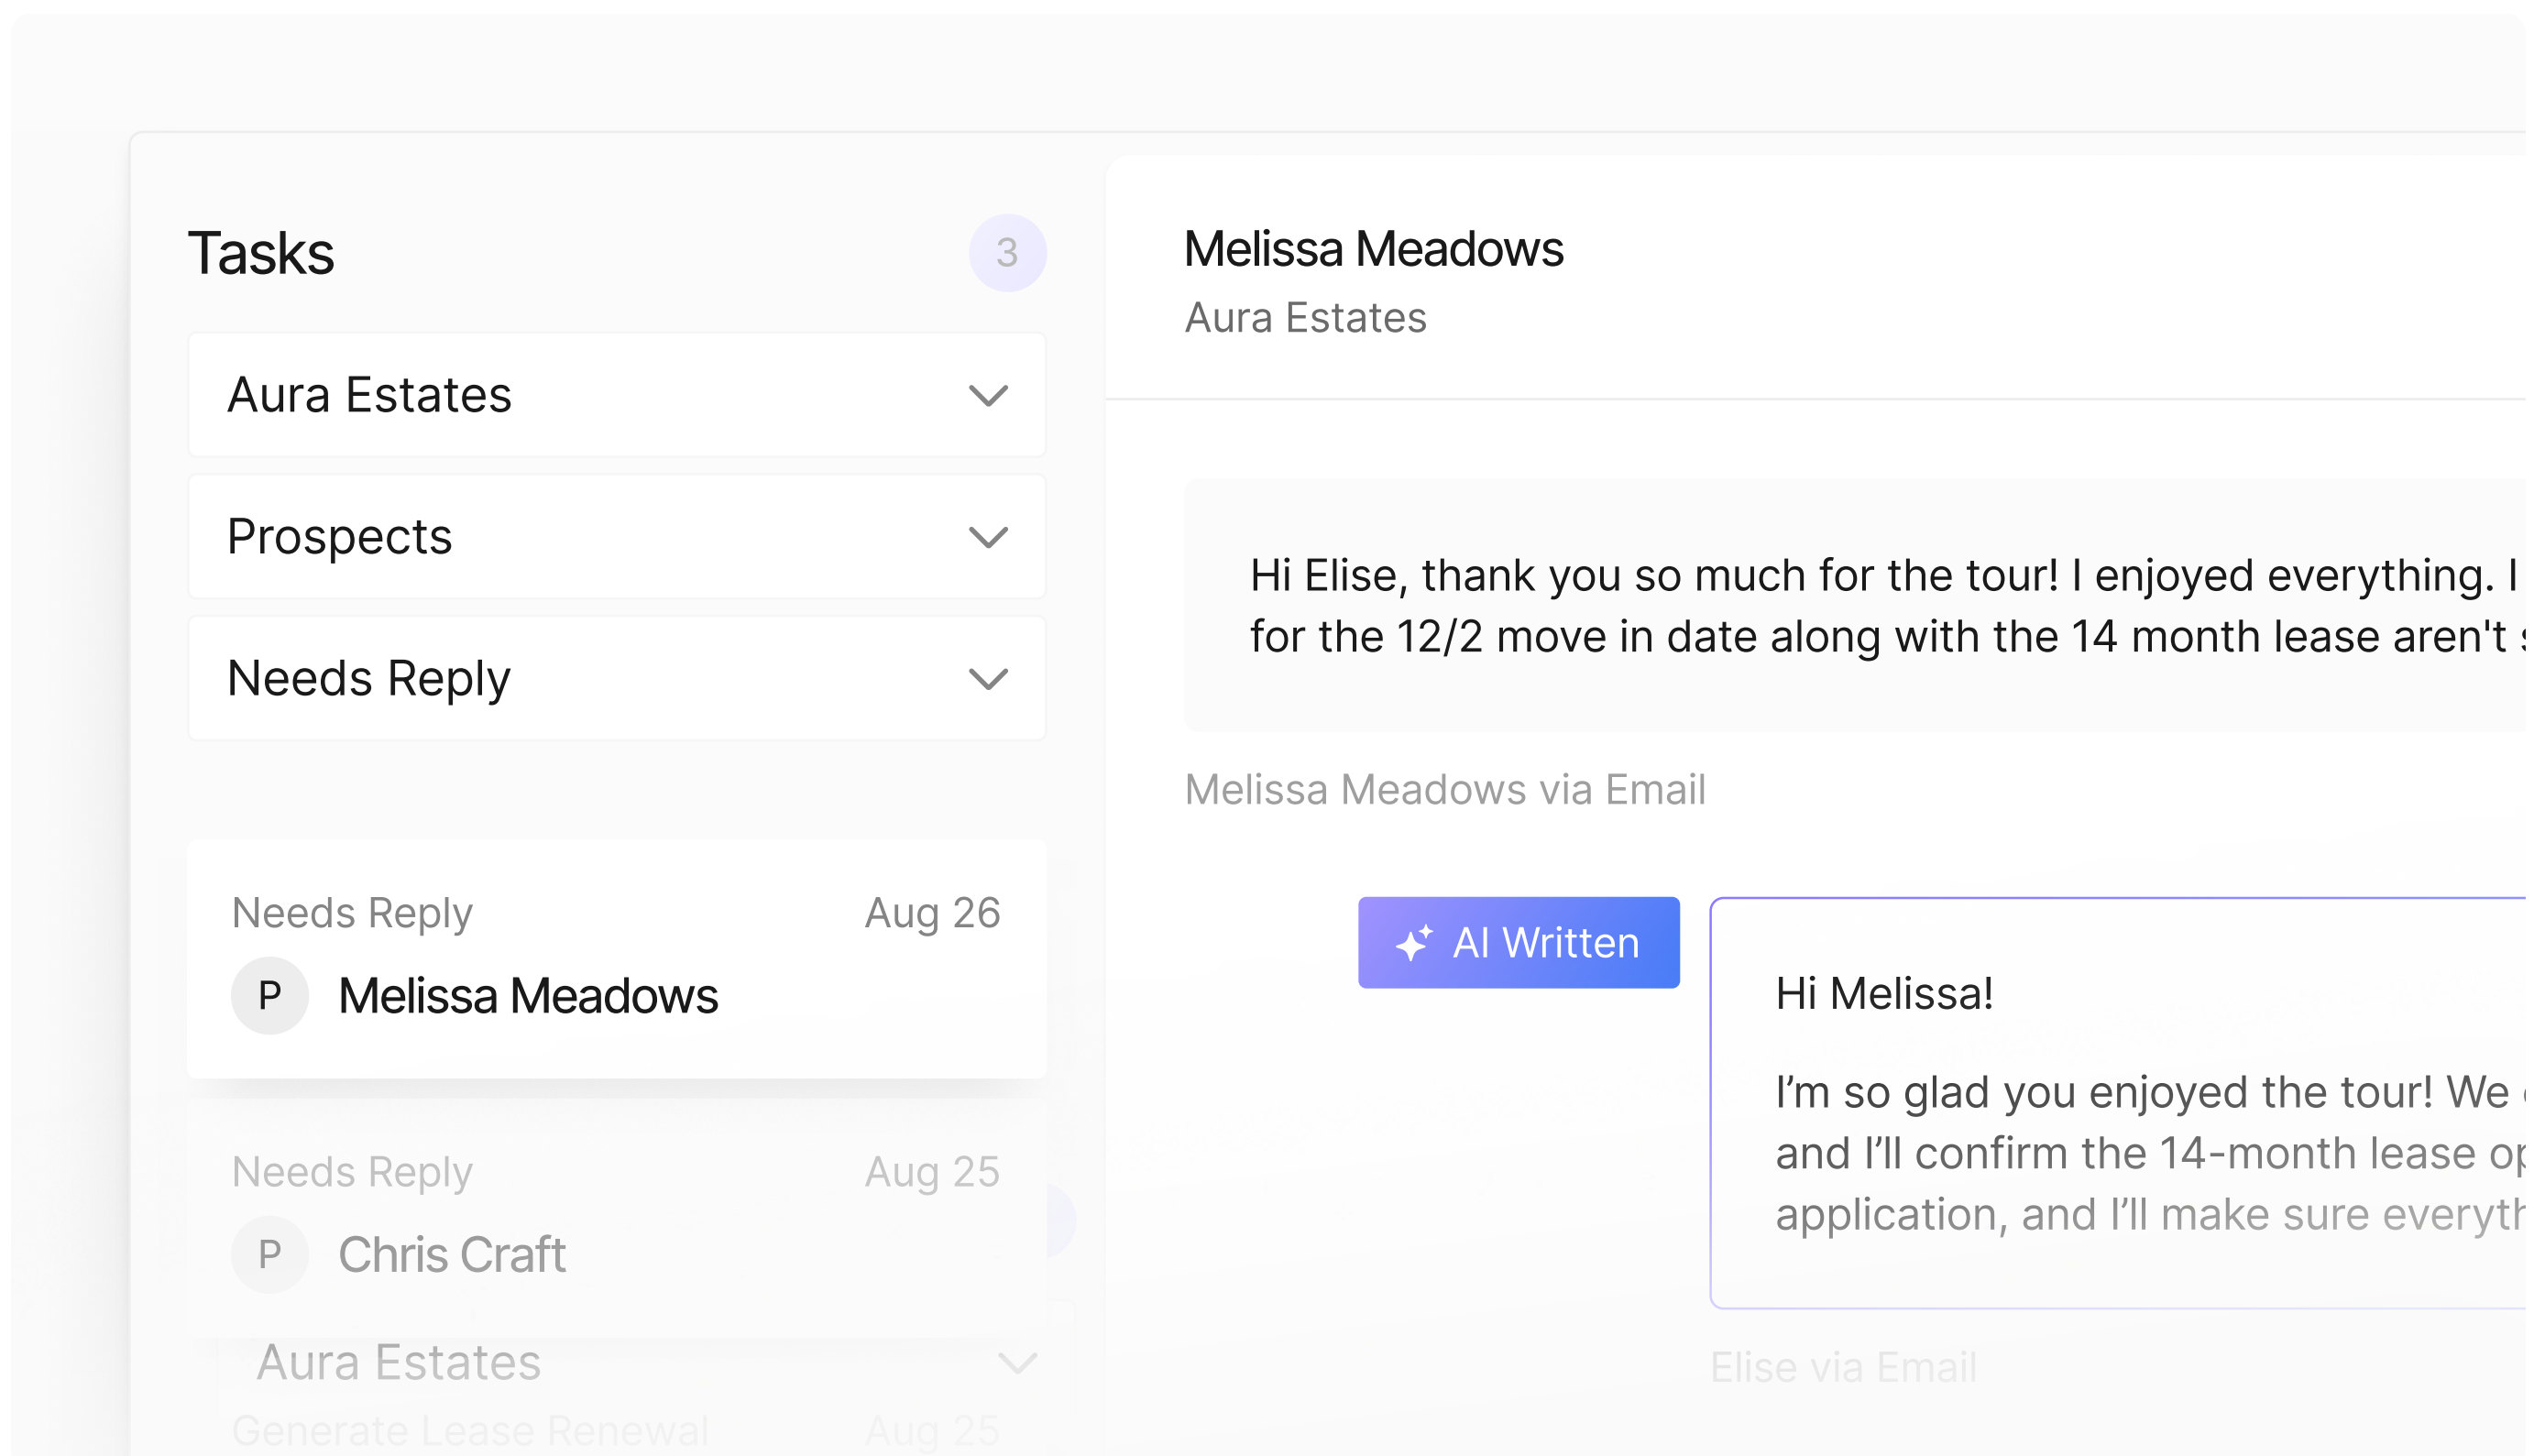 Tasks
3
Aura Estates
Prospects
Needs Reply
Needs Reply Aug 26
P Melissa Meadows
Needs Reply Aug 25
P Chris Craft
Aura Estates
Generate Lease Renewal Aug 25
Melissa Meadows
Aura Estates
Hi Elise, thank you so much for the tour! I enjoyed everything. I
for the 12/2 move in date along with the 14 month lease aren't
Melissa Meadows via Email
AI Written
Hi Melissa!
I’m so glad you enjoyed the tour! We
and I’ll confirm the 14-month lease
application, and I’ll make sure
Elise via Email